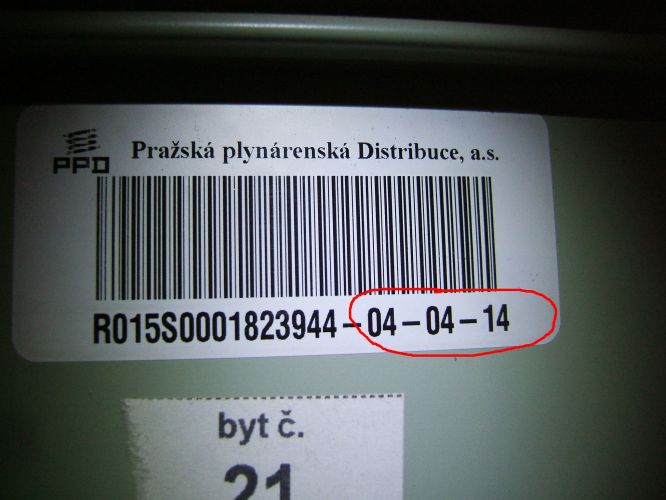 PPD
Pražská plynárenská Distribuce, a.s.
R015S0001823944 – 04 – 04 – 14
byt č.
21